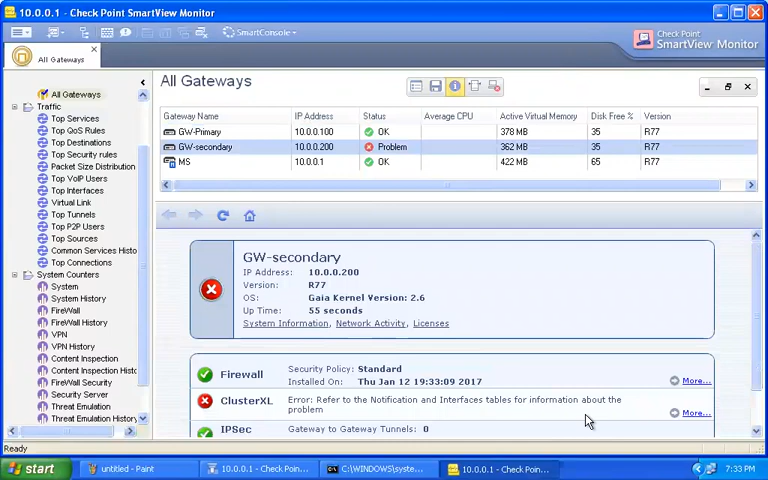 10.0.0.1 - Check Point SmartView Monitor
SmartConsole
Check Point
SmartView Monitor
All Gateways
All Gateways
Traffic
Top Services
Top QoS Rules
Top Destinations
Top Security rules
Packet Size Distribution
Top VoIP Users
Top Interfaces
Virtual Link
Top Tunnels
Top P2P Users
Top Sources
Common Services Histo
Top Connections
System Counters
System
System History
FireWall
FireWall History
VPN
VPN History
Content Inspection
Content Inspection Histo
FireWall Security
Security Server
Threat Emulation
Threat Emulation History
All Gateways
Gateway Name IP Address Status Average CPU Active Virtual Memory Disk Free % Version
GW-Primary 10.0.0.100 OK 378 MB 35 R77
GW-secondary 10.0.0.200 Problem 362 MB 35 R77
MS 10.0.0.1 OK 422 MB 65 R77
GW-secondary
IP Address: 10.0.0.200
Version: R77
OS: Gaia Kernel Version: 2.6
Up Time: 55 seconds
System Information, Network Activity, Licenses
Firewall Security Policy: Standard
Installed On: Thu Jan 12 19:33:09 2017 More...
ClusterXL Error: Refer to the Notification and Interfaces tables for information about the
problem More...
IPSec Gateway to Gateway Tunnels: 0
Ready
start untitled - Paint 10.0.0.1 - Check Poin... C:\WINDOWS\syste... 10.0.0.1 - Check Poin... 7:33 PM